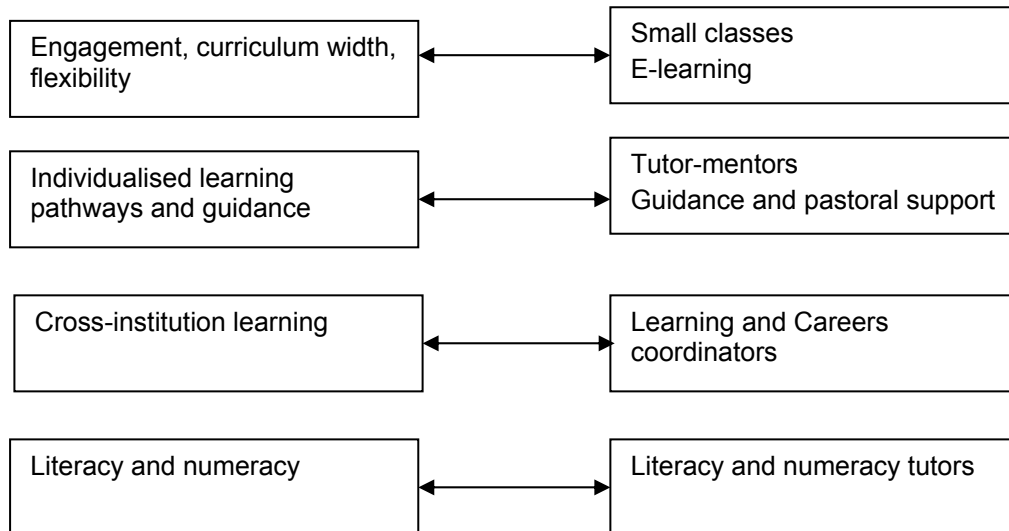 Engagement, curriculum width,
flexibility
Small classes
E-learning
Individualised learning
pathways and guidance
Tutor-mentors
Guidance and pastoral support
Cross-institution learning
Learning and Careers
coordinators
Literacy and numeracy
Literacy and numeracy tutors